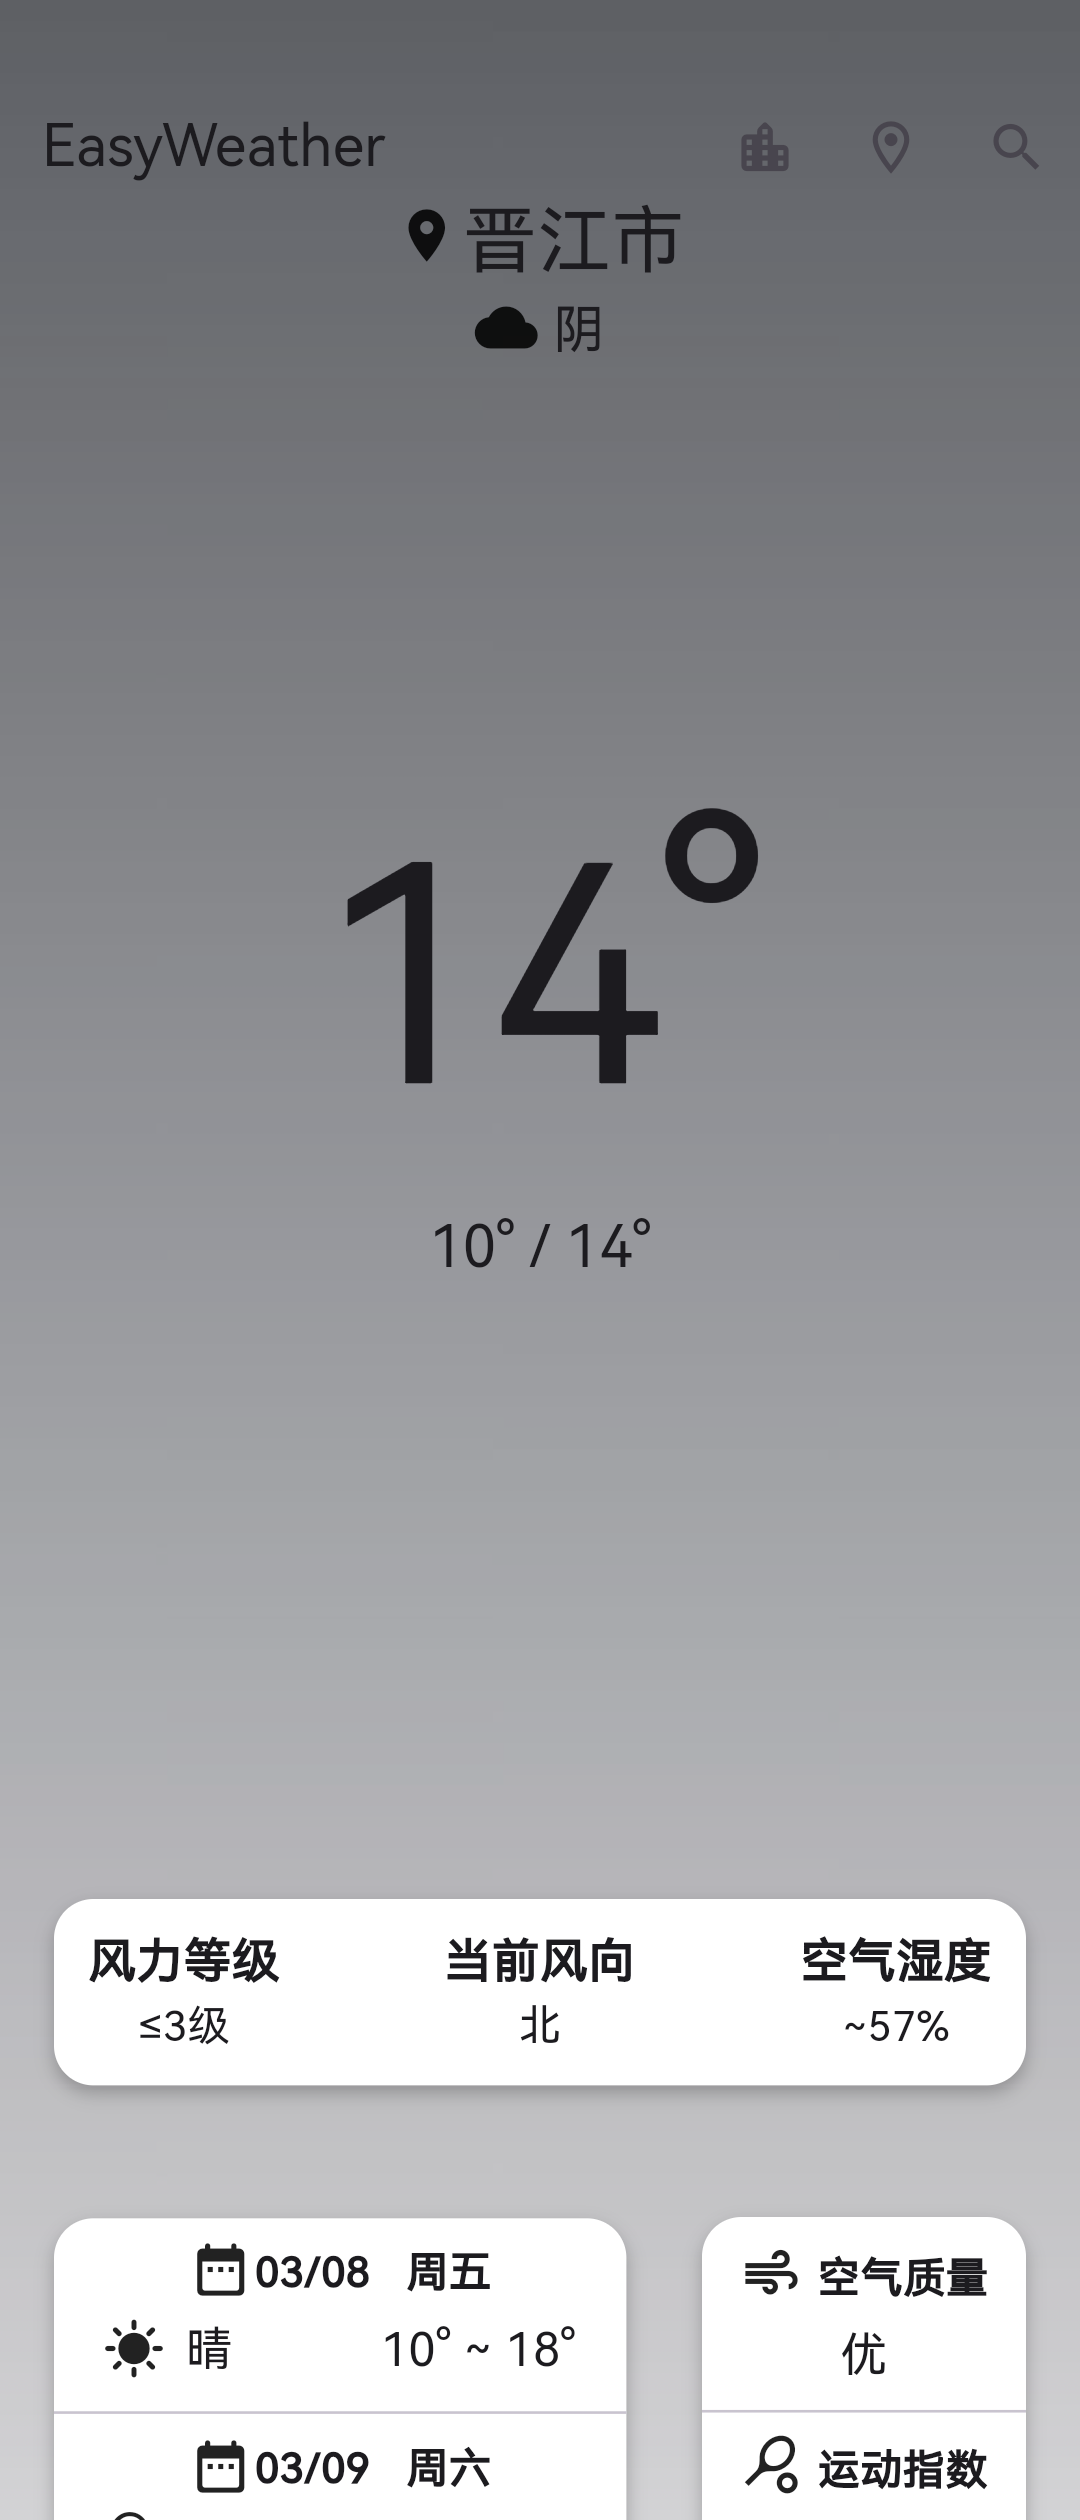 EasyWeather
晋江市
阴
14°
10° / 14°
风力等级 当前风向 空气湿度
≤3级 北 ~57%
03/08 周五
晴 10° ~ 18°
03/09 周六
空气质量
优
运动指数